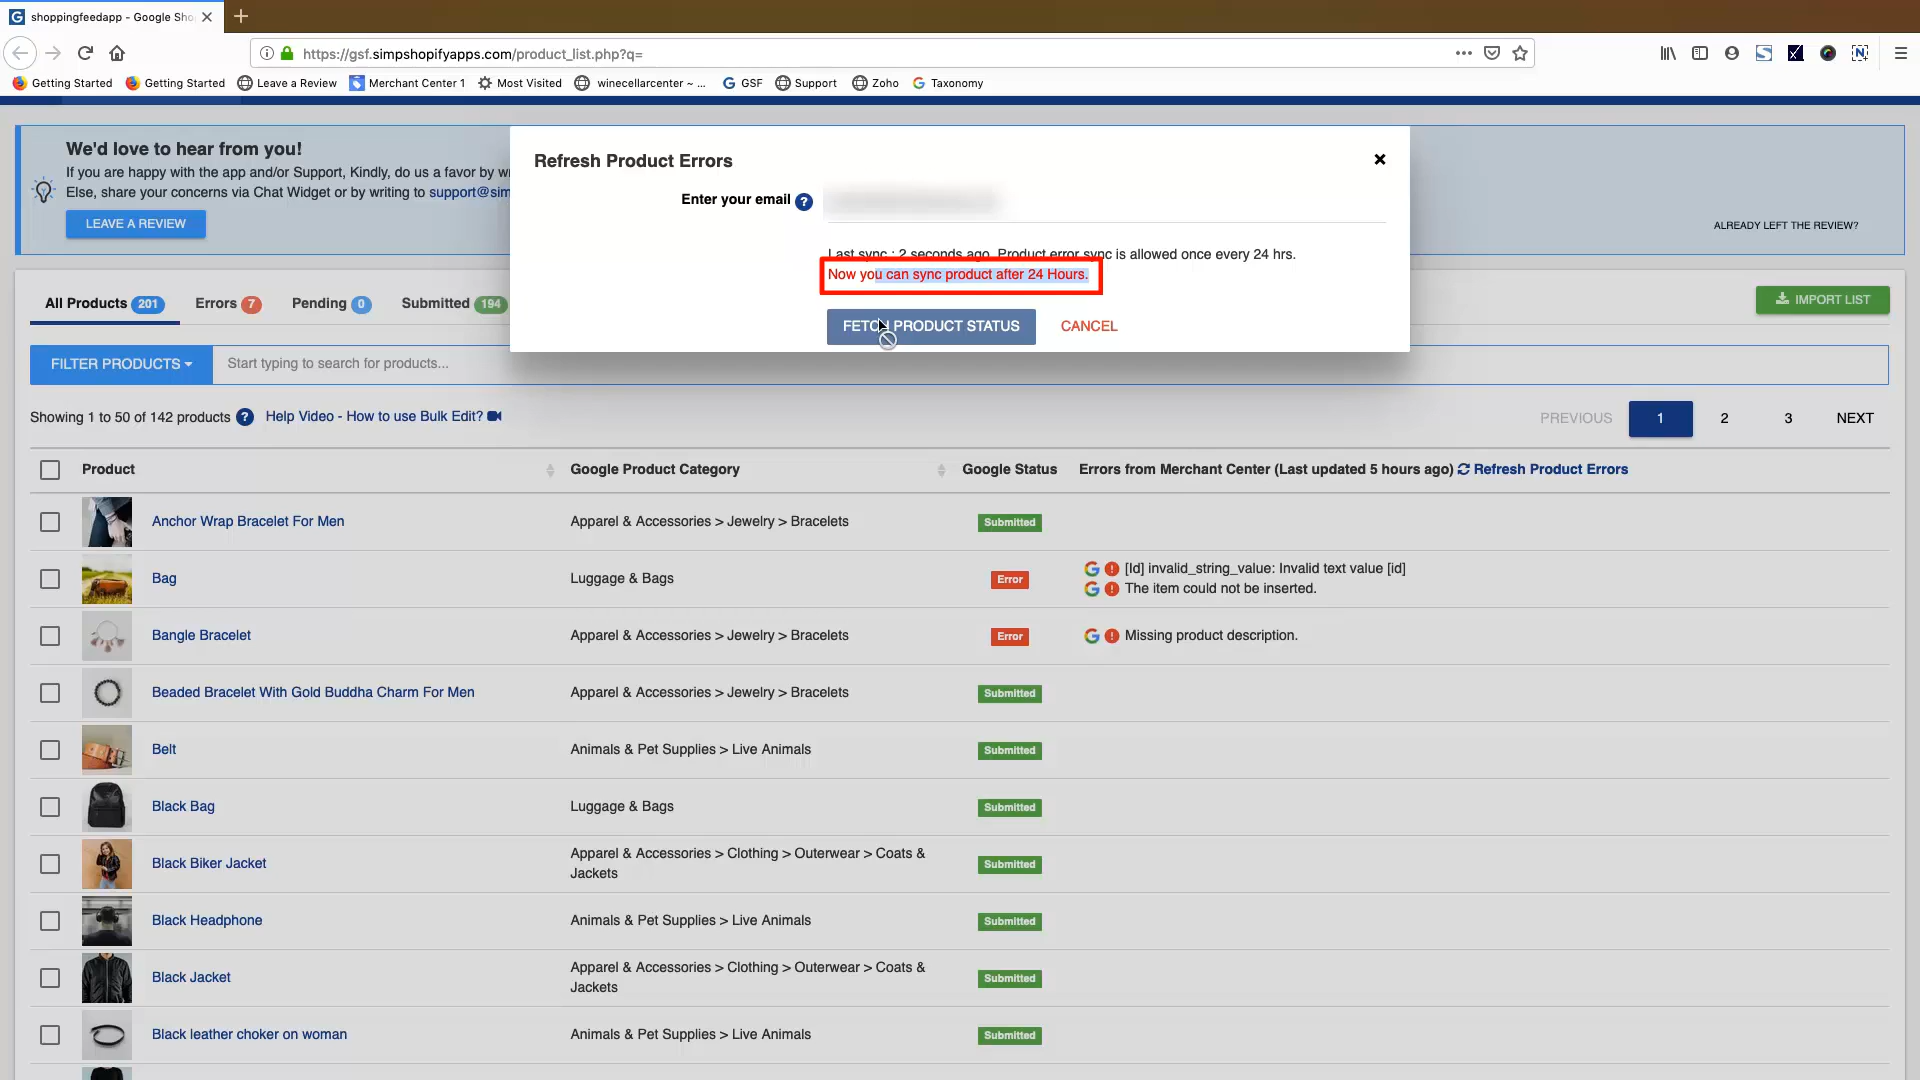 shoppingfeedapp - Google Sho
https://gsf.simpshopifyapps.com/product_list.php?q=
Getting Started Getting Started Leave a Review Merchant Center 1 Most Visited winecellarcenter ~ ... GSF Support Zoho Taxonomy
We'd love to hear from you!
If you are happy with the app and/or Support, Kindly, do us a favor by w
Else, share your concerns via Chat Widget or by writing to support@sim
LEAVE A REVIEW
ALREADY LEFT THE REVIEW?
Refresh Product Errors
Enter your email ?
Last sync : 2 seconds ago. Product error sync is allowed once every 24 hrs.
Now you can sync product after 24 Hours.
FETCH PRODUCT STATUS CANCEL
All Products 201 Errors 7 Pending 0 Submitted 194
IMPORT LIST
FILTER PRODUCTS Start typing to search for products...
Showing 1 to 50 of 142 products ? Help Video - How to use Bulk Edit?
PREVIOUS 1 2 3 NEXT
Product Google Product Category Google Status Errors from Merchant Center (Last updated 5 hours ago) Refresh Product Errors
Anchor Wrap Bracelet For Men Apparel & Accessories > Jewelry > Bracelets Submitted
Bag Luggage & Bags Error [Id] invalid_string_value: Invalid text value [id]
The item could not be inserted.
Bangle Bracelet Apparel & Accessories > Jewelry > Bracelets Error Missing product description.
Beaded Bracelet With Gold Buddha Charm For Men Apparel & Accessories > Jewelry > Bracelets Submitted
Belt Animals & Pet Supplies > Live Animals Submitted
Black Bag Luggage & Bags Submitted
Black Biker Jacket Apparel & Accessories > Clothing > Outerwear > Coats &
Jackets Submitted
Black Headphone Animals & Pet Supplies > Live Animals Submitted
Black Jacket Apparel & Accessories > Clothing > Outerwear > Coats &
Jackets Submitted
Black leather choker on woman Animals & Pet Supplies > Live Animals Submitted